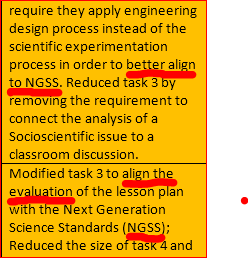 require they apply engineering
design process instead of the
scientific experimentation
process in order to better align
to NGSS. Reduced task 3 by
removing the requirement to
connect the analysis of a
Socioscientific issue to a
classroom discussion.
Modified task 3 to align the
evaluation of the lesson plan
with the Next Generation
Science Standards (NGSS);
Reduced the size of task 4 and